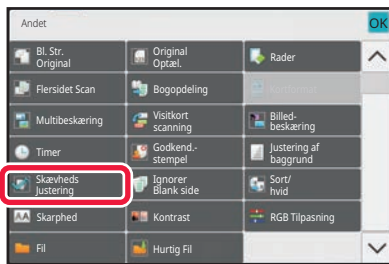 Andet
OK
Bl. Str.
Original
Original
Optæl.
Rader
Flersidet Scan
Bogopdeling
Multibeskæring
Visitkort
scanning
Billed-
beskæring
Timer
Godkend.-
stempel
Justering af
baggrund
Skævheds
Justering
Ignorer
Blank side
Sort/
hvid
AA
Skarphed
Kontrast
RGB Tilpasning
Fil
Hurtig Fil